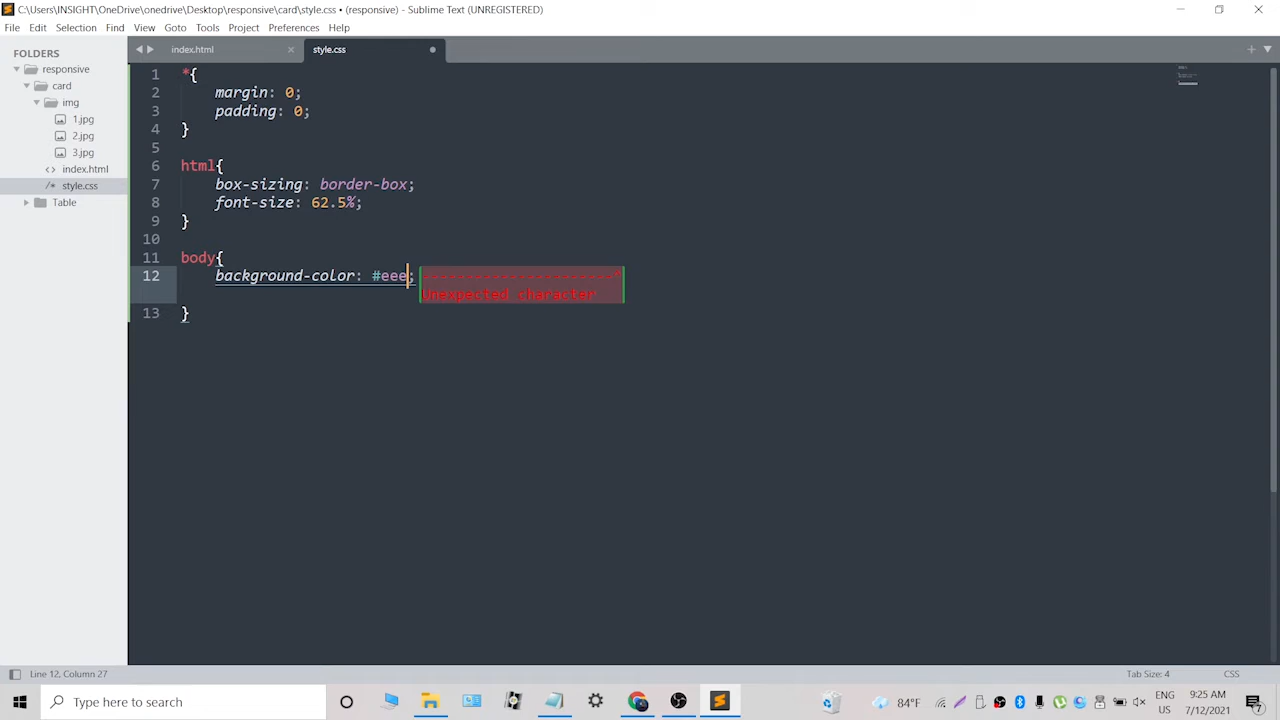 C:\Users\INSIGHT\OneDrive\onedrive\Desktop\responsive\card\style.css • (responsive) - Sublime Text (UNREGISTERED)
File Edit Selection Find View Goto Tools Project Preferences Help
FOLDERS
responsive
card
img
1.jpg
2.jpg
3.jpg
index.html
style.css
Table
index.html
style.css
1 *{
2 margin: 0;
3 padding: 0;
4 }
5
6 html{
7 box-sizing: border-box;
8 font-size: 62.5%;
9 }
10
11 body{
12 background-color: #eee;
Unexpected character
13 }
Line 12, Column 27
Tab Size: 4
CSS
Type here to search
84°F
ENG
US
9:25 AM
7/12/2021
7